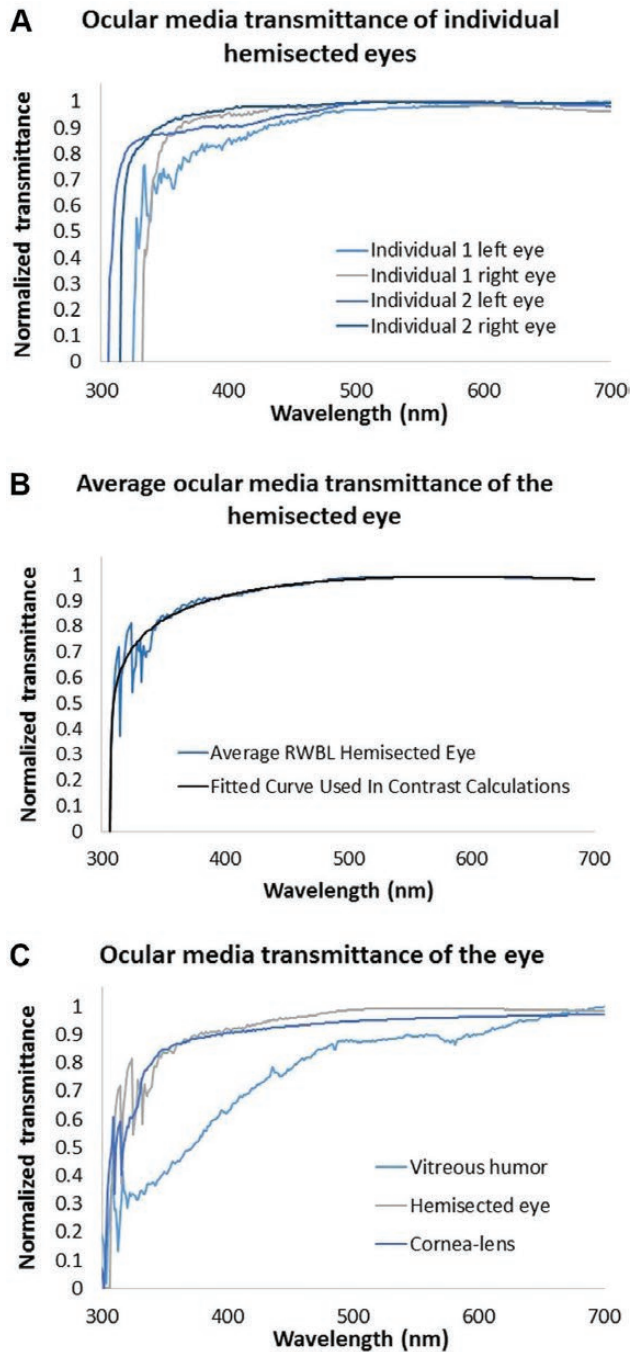 A
Ocular media transmittance of individual
hemisected eyes
Normalized transmittance
1
0.9
0.8
0.7
0.6
0.5
0.4
0.3
0.2
0.1
0
Individual 1 left eye
Individual 1 right eye
Individual 2 left eye
Individual 2 right eye
300 400 500 600 700
Wavelength (nm)
B
Average ocular media transmittance of the
hemisected eye
Normalized transmittance
1
0.9
0.8
0.7
0.6
0.5
0.4
0.3
0.2
0.1
0
Average RWBL Hemisected Eye
Fitted Curve Used In Contrast Calculations
300 400 500 600 700
Wavelength (nm)
C
Ocular media transmittance of the eye
Normalized transmittance
1
0.9
0.8
0.7
0.6
0.5
0.4
0.3
0.2
0.1
0
Vitreous humor
Hemisected eye
Cornea-lens
300 400 500 600 700
Wavelength (nm)